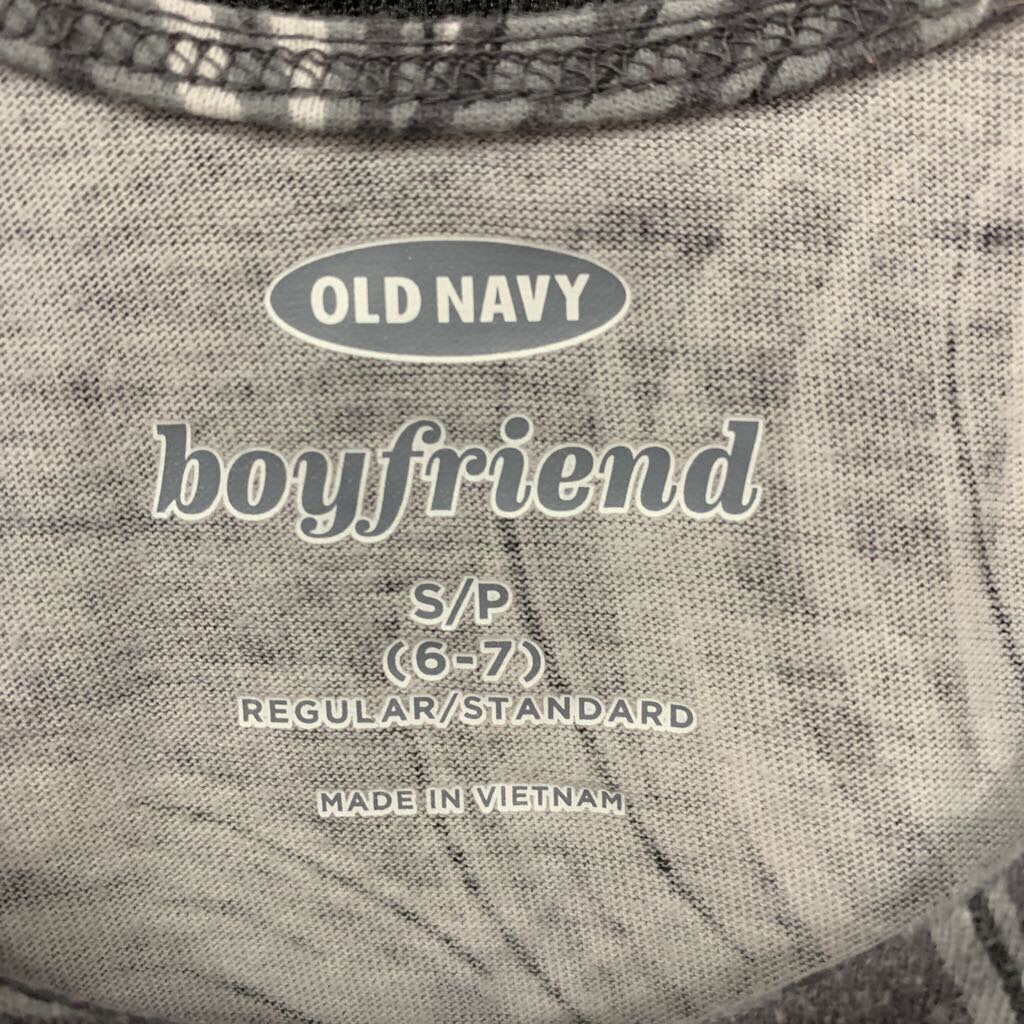 OLD NAVY
boyfriend
S/P
(6-7)
REGULAR/STANDARD
MADE IN VIETNAM